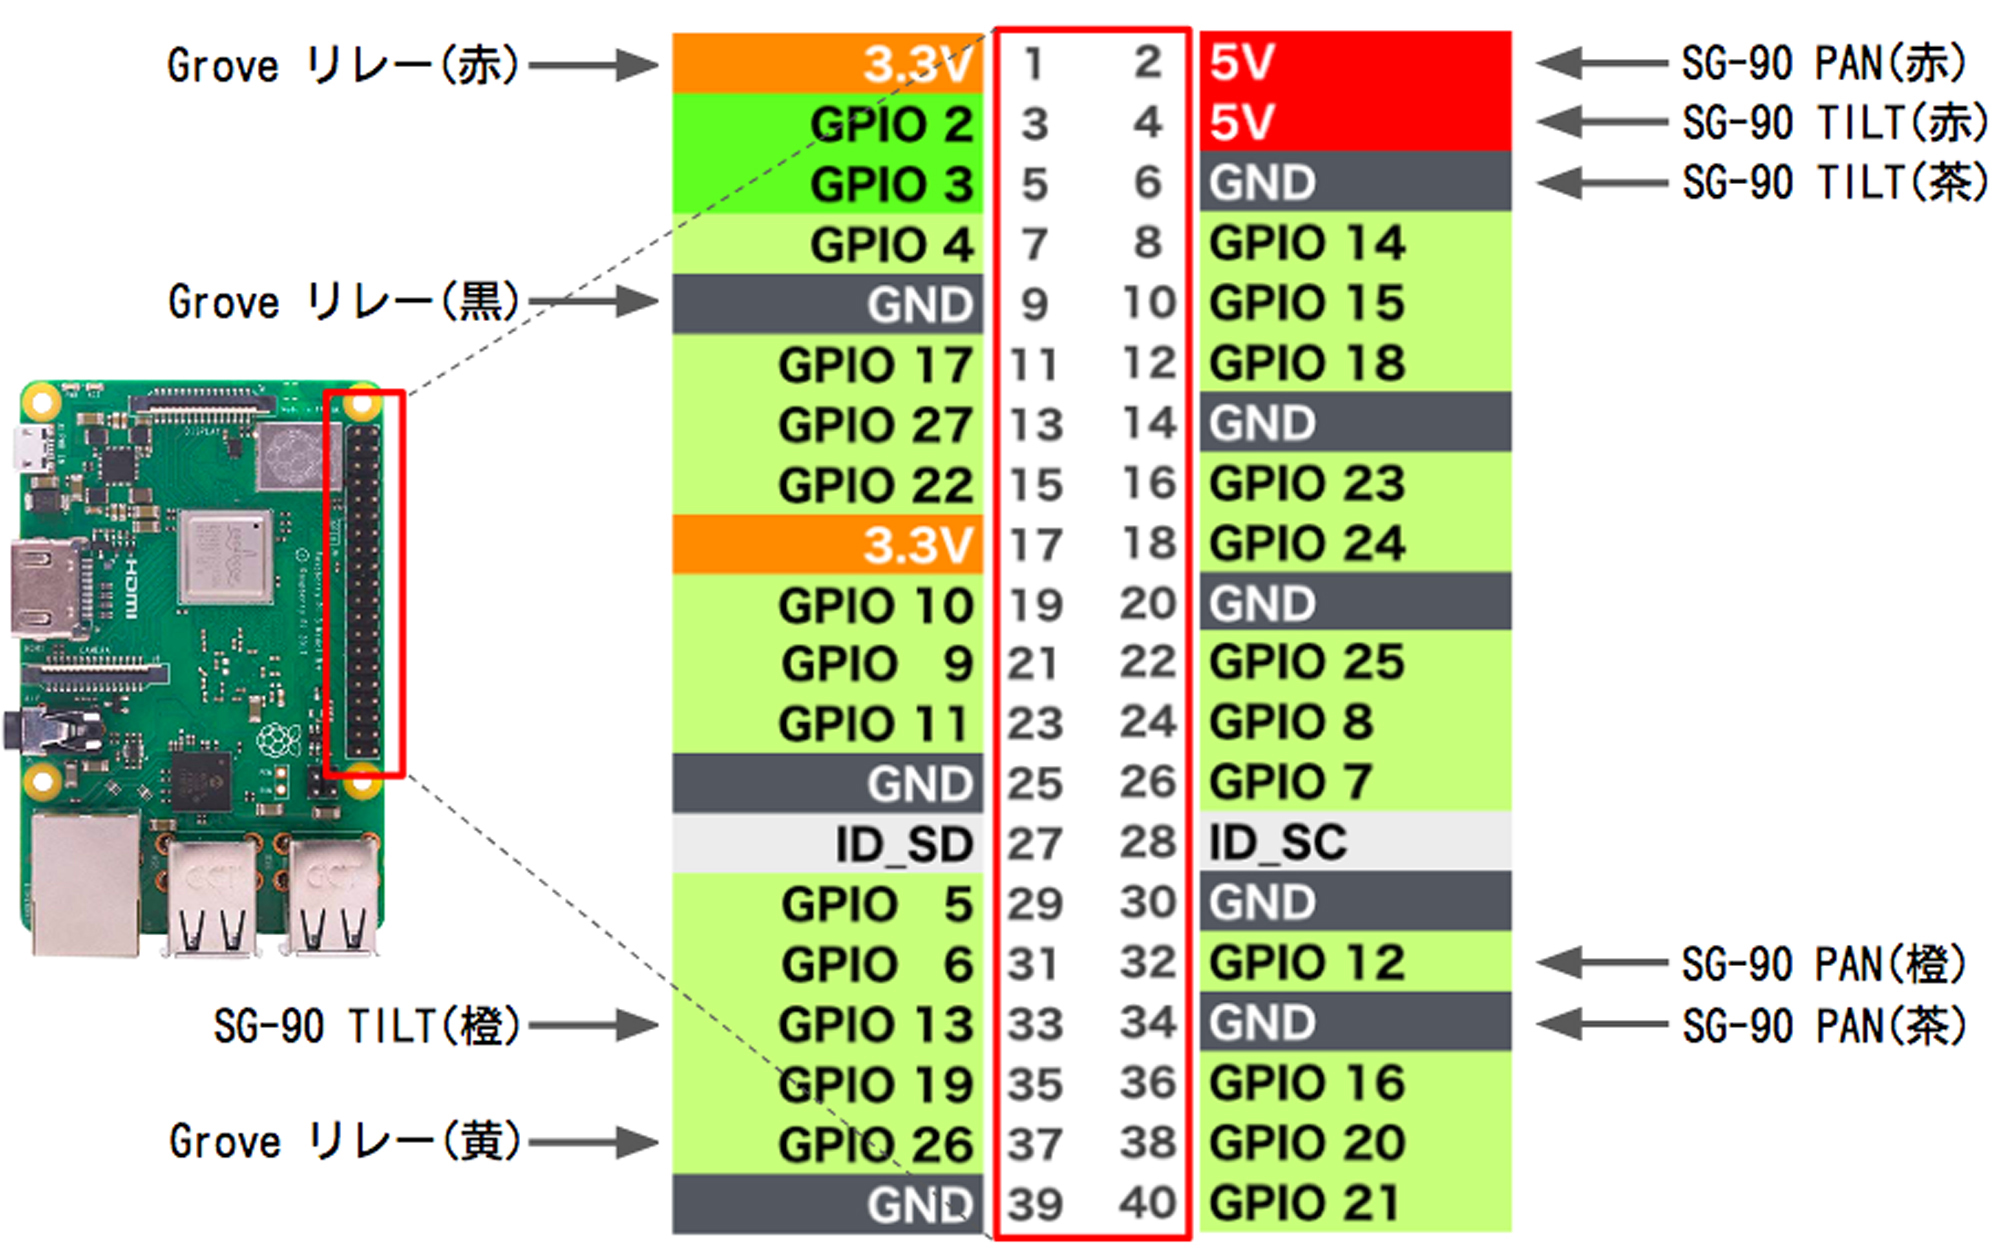 Grove リレー(赤) 3.3V 1 2 5V SG-90 PAN(赤)
GPIO 2 3 4 5V SG-90 TILT(赤)
GPIO 3 5 6 GND SG-90 TILT(茶)
GPIO 4 7 8 GPIO 14
Grove リレー(黒) GND 9 10 GPIO 15
GPIO 17 11 12 GPIO 18
GPIO 27 13 14 GND
GPIO 22 15 16 GPIO 23
3.3V 17 18 GPIO 24
GPIO 10 19 20 GND
GPIO 9 21 22 GPIO 25
GPIO 11 23 24 GPIO 8
GND 25 26 GPIO 7
ID_SD 27 28 ID_SC
GPIO 5 29 30 GND
GPIO 6 31 32 GPIO 12 SG-90 PAN(橙)
SG-90 TILT(橙) GPIO 13 33 34 GND SG-90 PAN(茶)
GPIO 19 35 36 GPIO 16
Grove リレー(黄) GPIO 26 37 38 GPIO 20
GND 39 40 GPIO 21
DISPLAY
HDMI
CAMERA